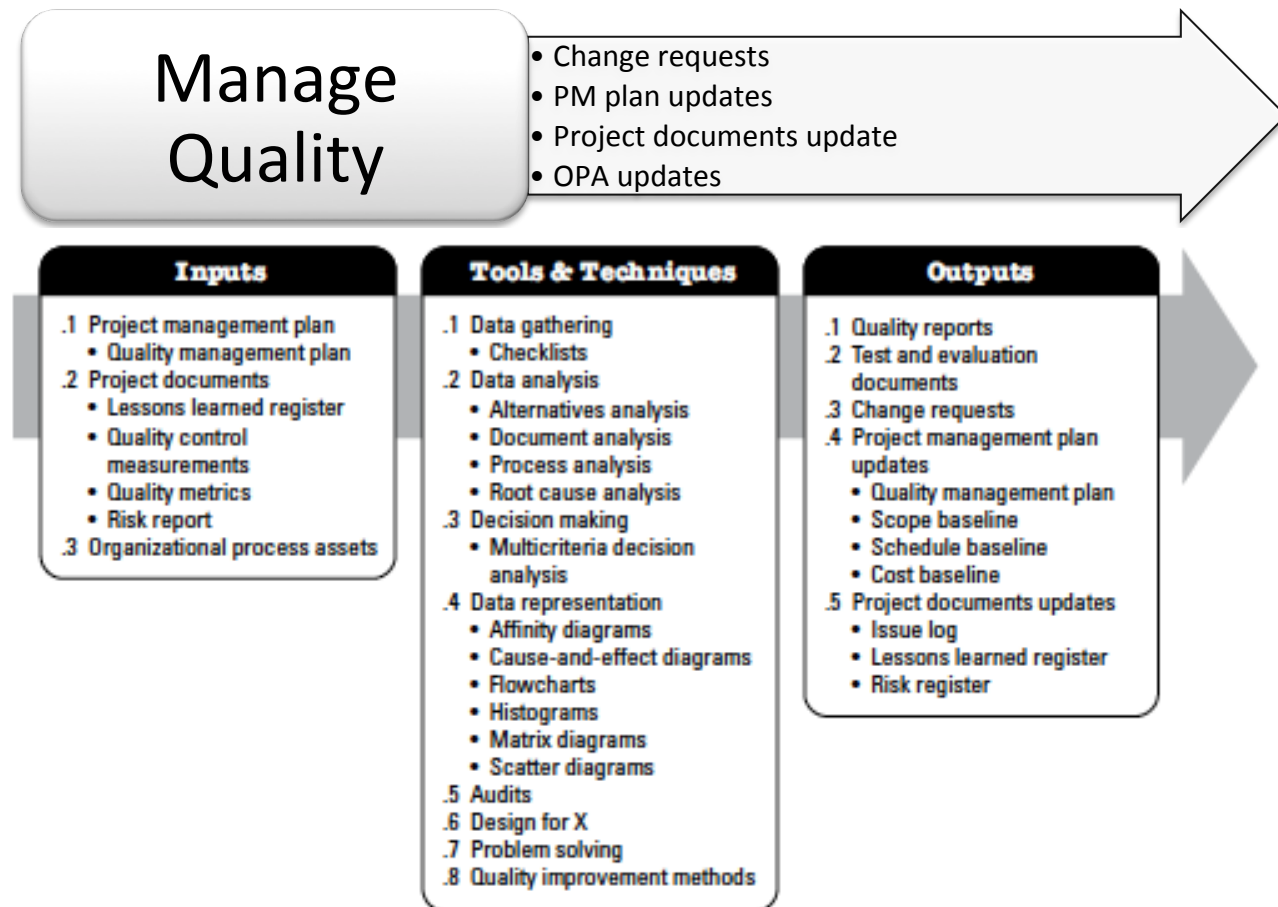 Manage
Quality
• Change requests
• PM plan updates
• Project documents update
• OPA updates
Inputs
.1 Project management plan
• Quality management plan
.2 Project documents
• Lessons learned register
• Quality control
measurements
• Quality metrics
• Risk report
.3 Organizational process assets
Tools & Techniques
.1 Data gathering
• Checklists
.2 Data analysis
• Alternatives analysis
• Document analysis
• Process analysis
• Root cause analysis
.3 Decision making
• Multicriteria decision
analysis
.4 Data representation
• Affinity diagrams
• Cause-and-effect diagrams
• Flowcharts
• Histograms
• Matrix diagrams
• Scatter diagrams
.5 Audits
.6 Design for X
.7 Problem solving
.8 Quality improvement methods
Outputs
.1 Quality reports
.2 Test and evaluation
documents
.3 Change requests
.4 Project management plan
updates
• Quality management plan
• Scope baseline
• Schedule baseline
• Cost baseline
.5 Project documents updates
• Issue log
• Lessons learned register
• Risk register